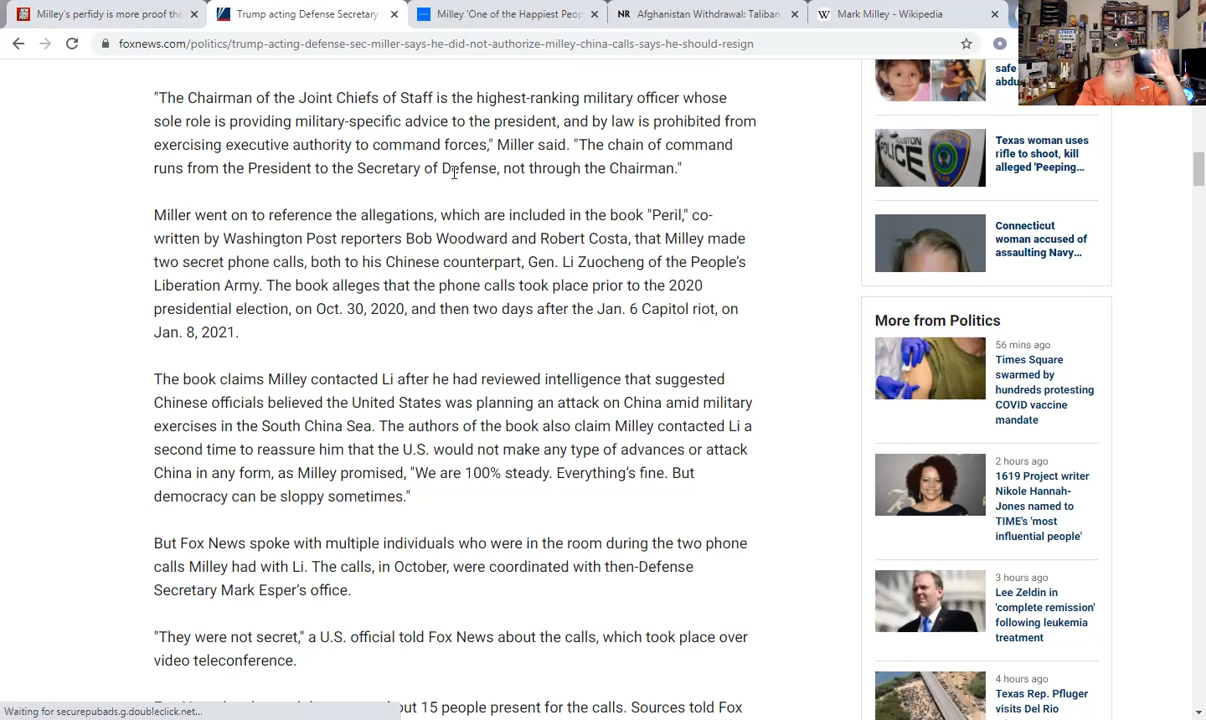 Milley's perfidy is more proof the
Trump acting Defense Secretary
Milley 'One of the Happiest Peop
Afghanistan Withdrawal: Taliban
Mark Milley - Wikipedia
foxnews.com/politics/trump-acting-defense-sec-miller-says-he-did-not-authorize-milley-china-calls-says-he-should-resign
"The Chairman of the Joint Chiefs of Staff is the highest-ranking military officer whose
sole role is providing military-specific advice to the president, and by law is prohibited from
exercising executive authority to command forces," Miller said. "The chain of command
runs from the President to the Secretary of Defense, not through the Chairman."
Miller went on to reference the allegations, which are included in the book "Peril," co-
written by Washington Post reporters Bob Woodward and Robert Costa, that Milley made
two secret phone calls, both to his Chinese counterpart, Gen. Li Zuocheng of the People's
Liberation Army. The book alleges that the phone calls took place prior to the 2020
presidential election, on Oct. 30, 2020, and then two days after the Jan. 6 Capitol riot, on
Jan. 8, 2021.
The book claims Milley contacted Li after he had reviewed intelligence that suggested
Chinese officials believed the United States was planning an attack on China amid military
exercises in the South China Sea. The authors of the book also claim Milley contacted Li a
second time to reassure him that the U.S. would not make any type of advances or attack
China in any form, as Milley promised, "We are 100% steady. Everything's fine. But
democracy can be sloppy sometimes."
But Fox News spoke with multiple individuals who were in the room during the two phone
calls Milley had with Li. The calls, in October, were coordinated with then-Defense
Secretary Mark Esper's office.
"They were not secret," a U.S. official told Fox News about the calls, which took place over
video teleconference.
out 15 people present for the calls. Sources told Fox
Waiting for securepubads.g.doubleclick.net...
safe
abdu
POLICE
Texas woman uses
rifle to shoot, kill
alleged 'Peeping...
Connecticut
woman accused of
assaulting Navy...
More from Politics
56 mins ago
Times Square
swarmed by
hundreds protesting
COVID vaccine
mandate
2 hours ago
1619 Project writer
Nikole Hannah-
Jones named to
TIME's 'most
influential people'
3 hours ago
Lee Zeldin in
'complete remission'
following leukemia
treatment
4 hours ago
Texas Rep. Pfluger
visits Del Rio